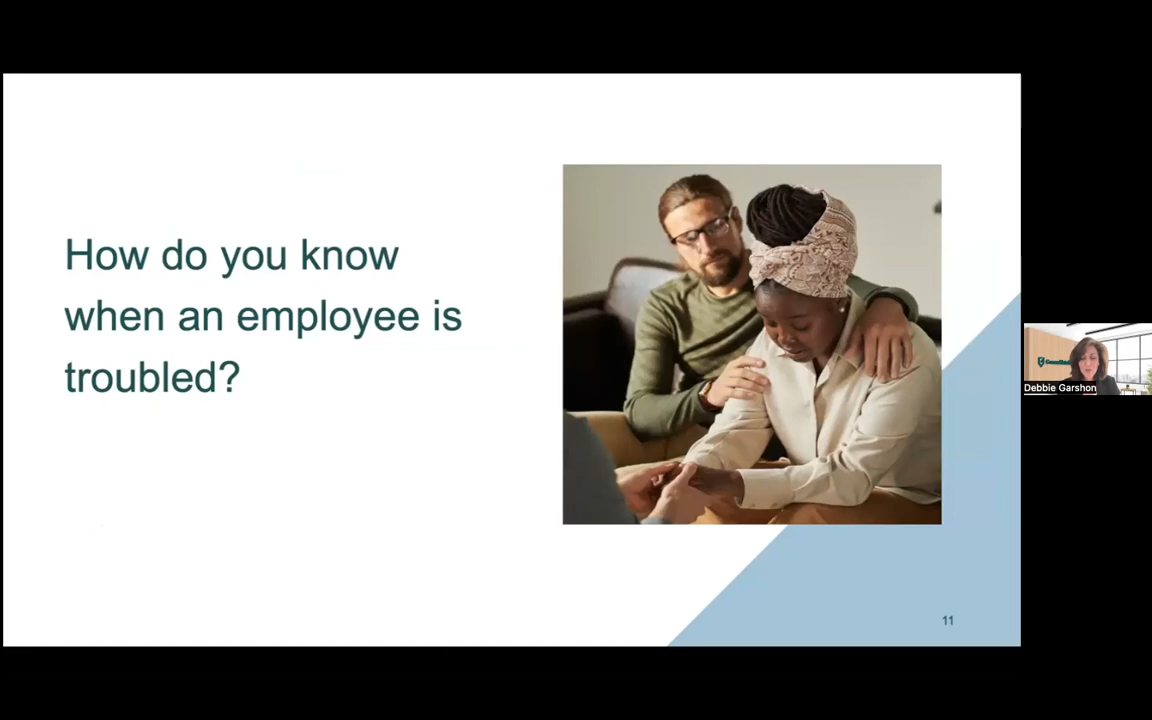 How do you know
when an employee is
troubled?
11
Debbie Garshon